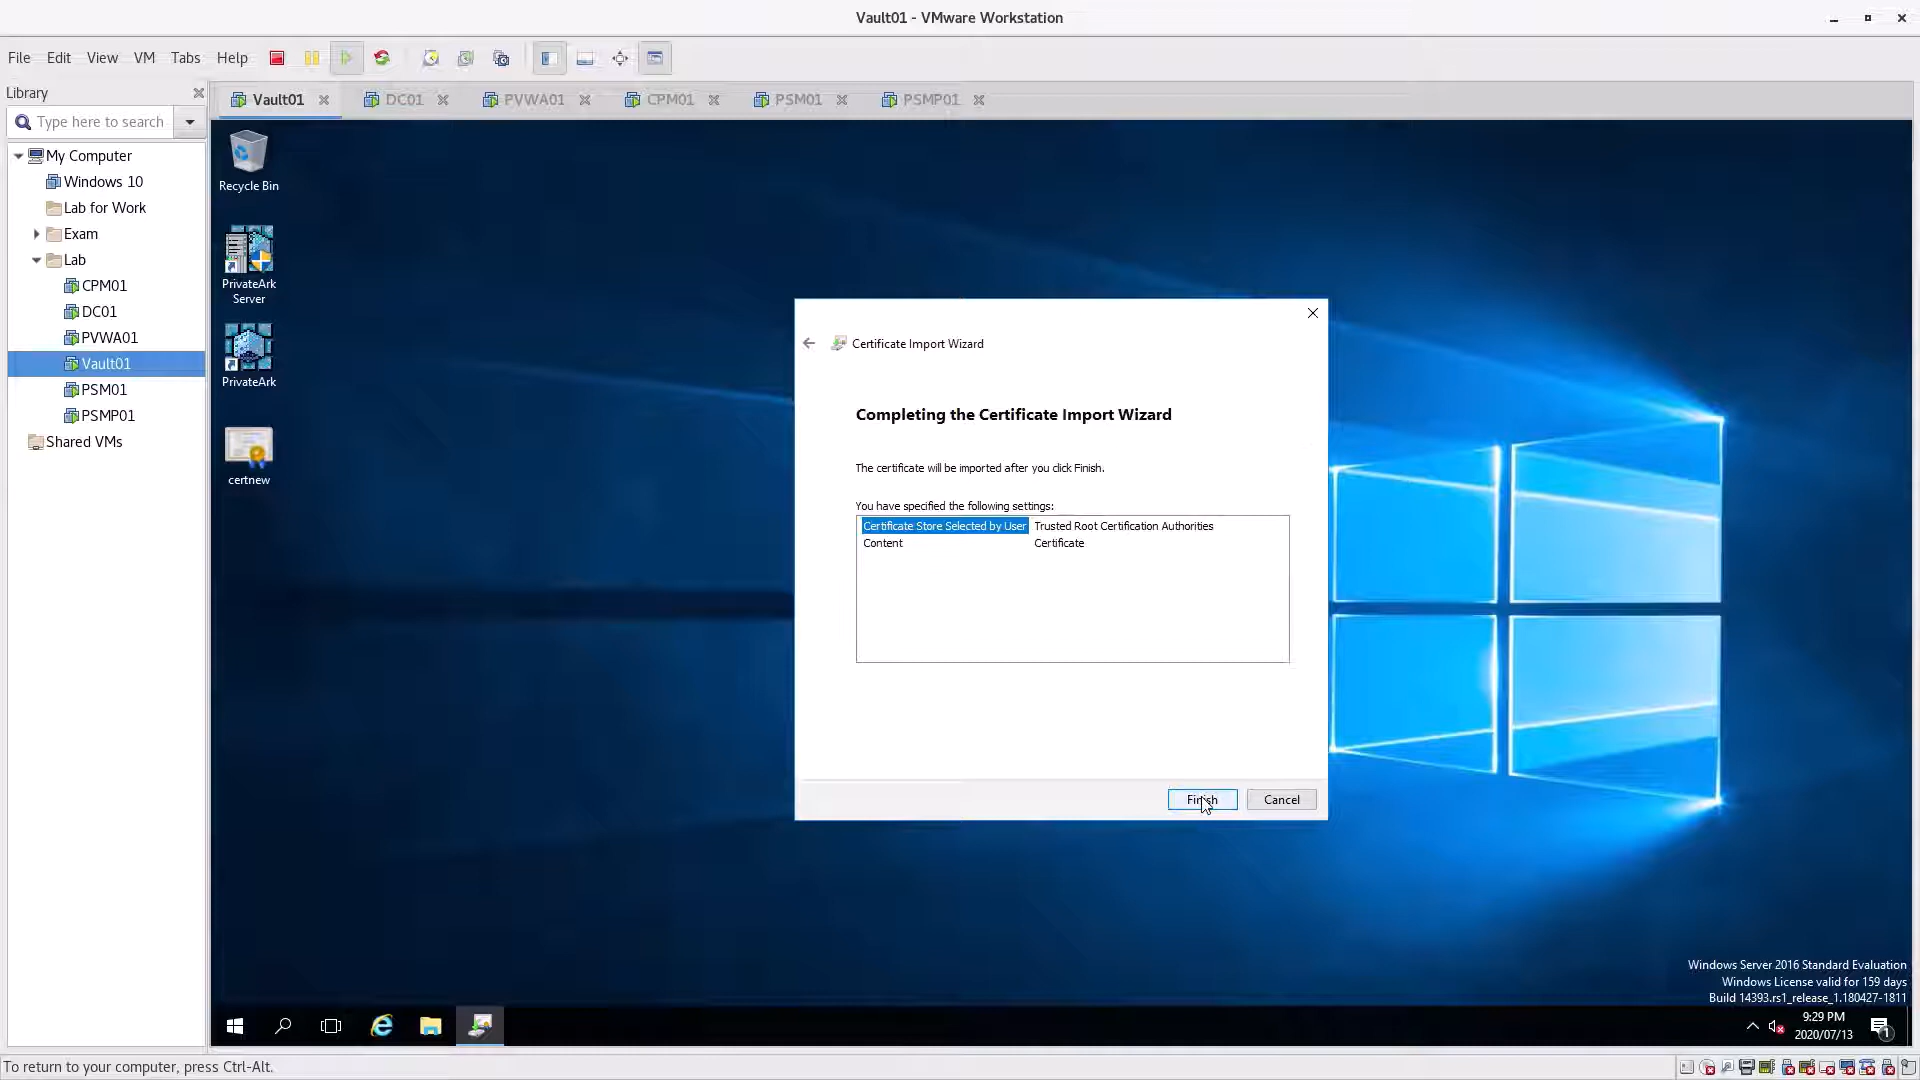 Vault01 - VMware Workstation
File Edit View VM Tabs Help
Library
Type here to search
My Computer
Windows 10
Lab for Work
Exam
Lab
CPM01
DC01
PVWA01
Vault01
PSM01
PSMP01
Shared VMs
Vault01 DC01 PVWA01 CPM01 PSM01 PSMP01
Recycle Bin
PrivateArk
Server
PrivateArk
certnew
Certificate Import Wizard
Completing the Certificate Import Wizard
The certificate will be imported after you click Finish.
You have specified the following settings:
Certificate Store Selected by User Trusted Root Certification Authorities
Content Certificate
Finish Cancel
Windows Server 2016 Standard Evaluation
Windows License valid for 159 days
Build 14393.rs1_release_1.180427-1811
9:29 PM
2020/07/13
1
To return to your computer, press Ctrl-Alt.